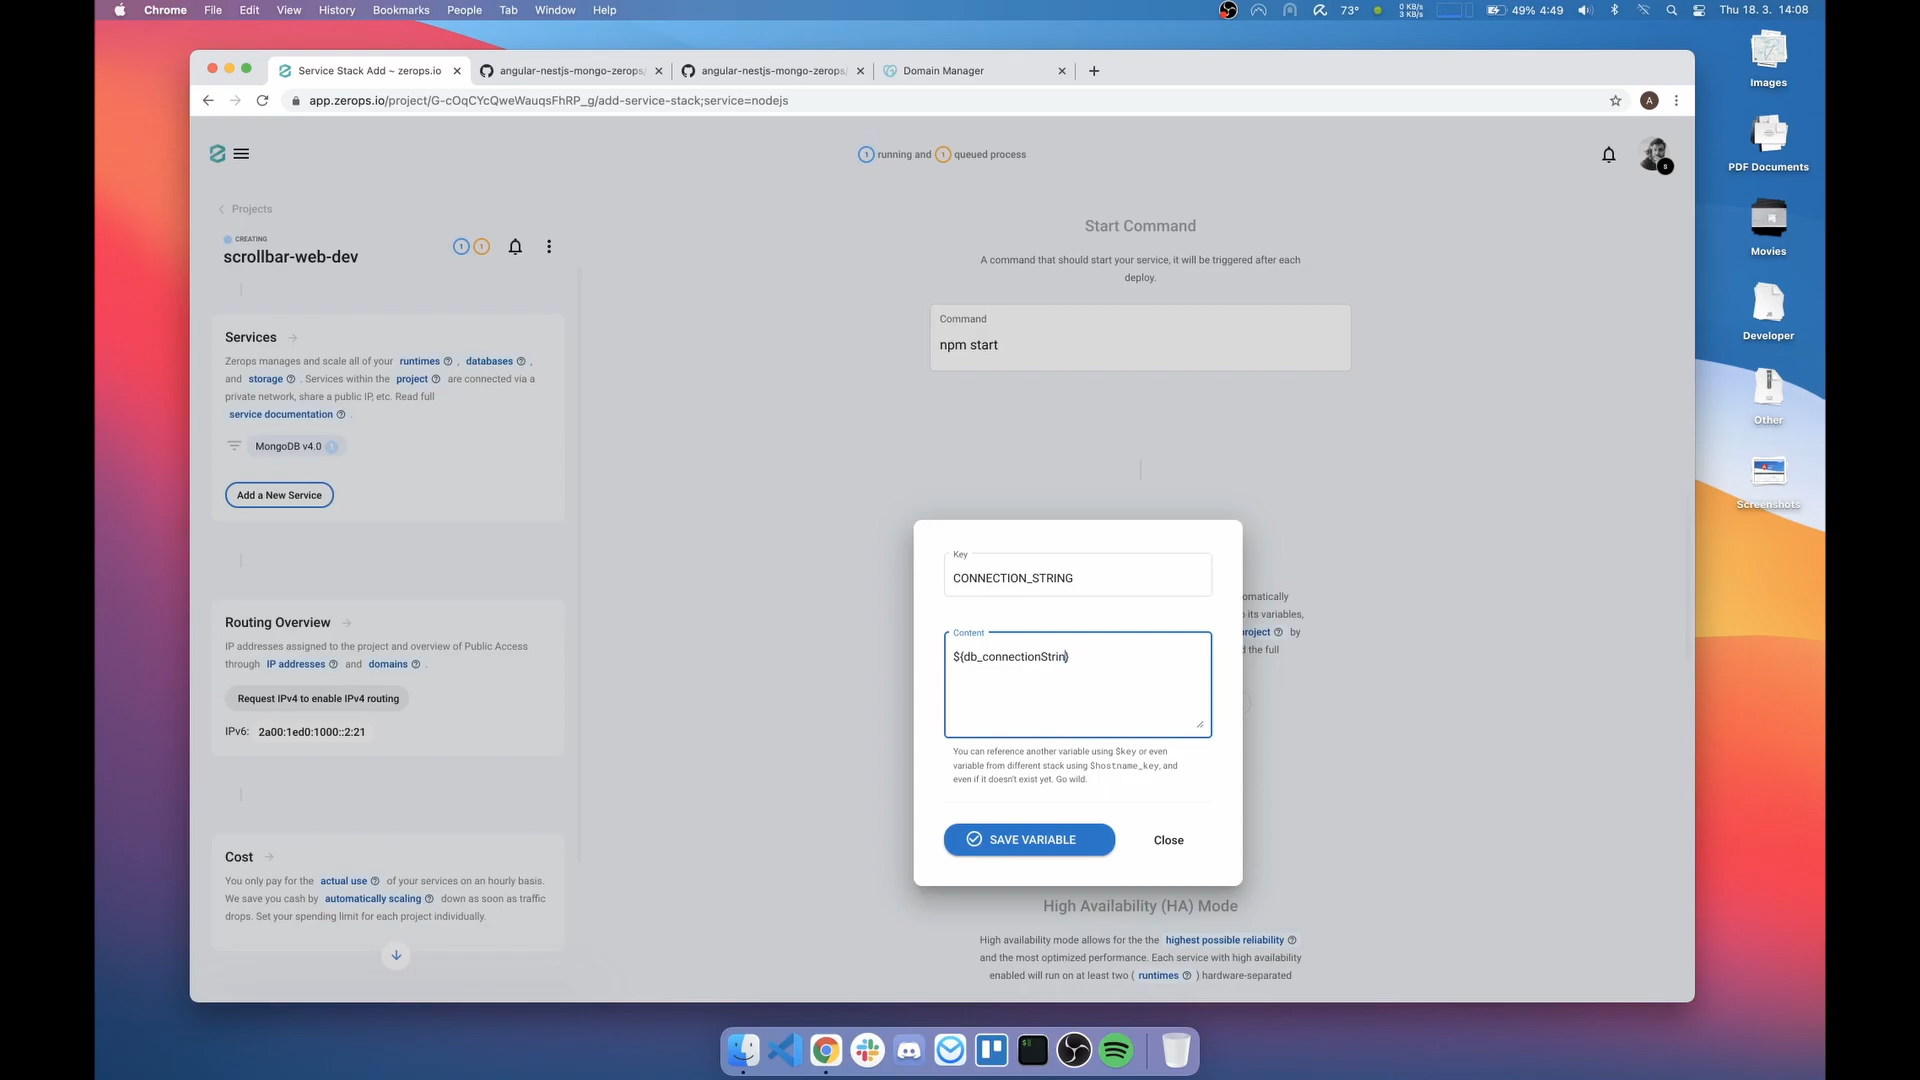 Chrome File Edit View History Bookmarks People Tab Window Help
73° 0 KB/s 3 KB/s 49% 4:49 Thu 18. 3. 14:08
Service Stack Add ~ zerops.io
angular-nestjs-mongo-zerops/
angular-nestjs-mongo-zerops/
Domain Manager
app.zerops.io/project/G-cOqCYcQweWauqsFhRP_g/add-service-stack;service=nodejs
A
1 running and 1 queued process
s
Projects
CREATING
scrollbar-web-dev
1 1
Services
Zerops manages and scale all of your runtimes , databases ,
and storage . Services within the project are connected via a
private network, share a public IP, etc. Read full
service documentation .
MongoDB v4.0 1
Add a New Service
Routing Overview
IP addresses assigned to the project and overview of Public Access
through IP addresses and domains .
Request IPv4 to enable IPv4 routing
IPv6: 2a00:1ed0:1000::2:21
Cost
You only pay for the actual use of your services on an hourly basis.
We save you cash by automatically scaling down as soon as traffic
drops. Set your spending limit for each project individually.
Start Command
A command that should start your service, it will be triggered after each
deploy.
Command
npm start
omatically
its variables,
project by
d the full
Key
CONNECTION_STRING
Content
${db_connectionStrin}
You can reference another variable using $key or even
variable from different stack using $hostname_key, and
even if it doesn't exist yet. Go wild.
SAVE VARIABLE
Close
High Availability (HA) Mode
High availability mode allows for the the highest possible reliability
and the most optimized performance. Each service with high availability
enabled will run on at least two ( runtimes ) hardware-separated
Images
PDF Documents
Movies
Developer
Other
Screenshots